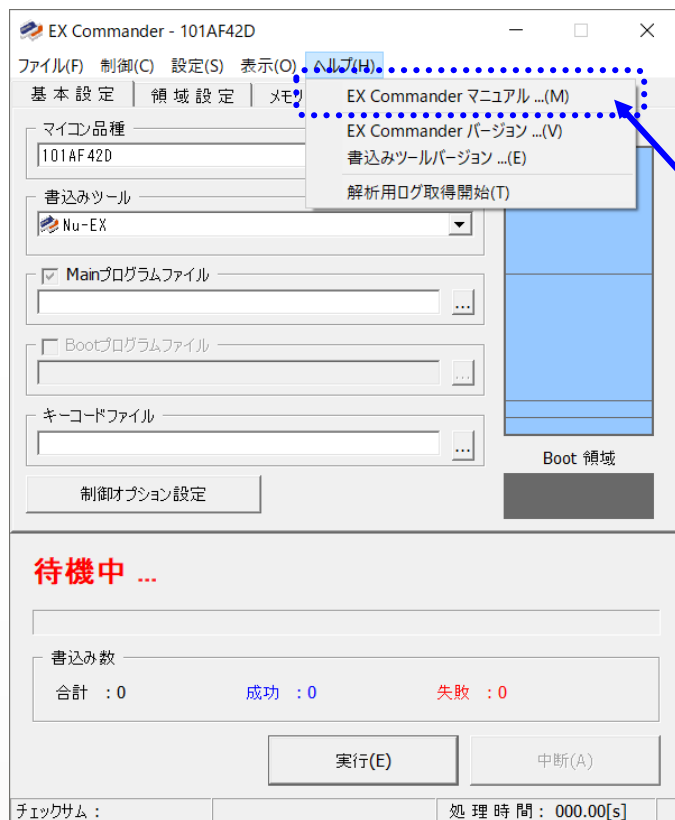 EX Commander - 101AF42D
ファイル(F) 制御(C) 設定(S) 表示(O) ヘルプ(H)
基本設定 領域設定 メモリ
EX Commander マニュアル ...(M)
EX Commander バージョン ...(V)
書込みツールバージョン ...(E)
解析用ログ取得開始(T)
マイコン品種
101AF42D
書込みツール
Nu-EX
Mainプログラムファイル
...
Bootプログラムファイル
...
キーコードファイル
...
Boot 領域
制御オプション設定
待機中 ...
書込み数
合計 : 0 成功 : 0 失敗 : 0
実行(E) 中断(A)
チェックサム : 処理時間 : 000.00[s]